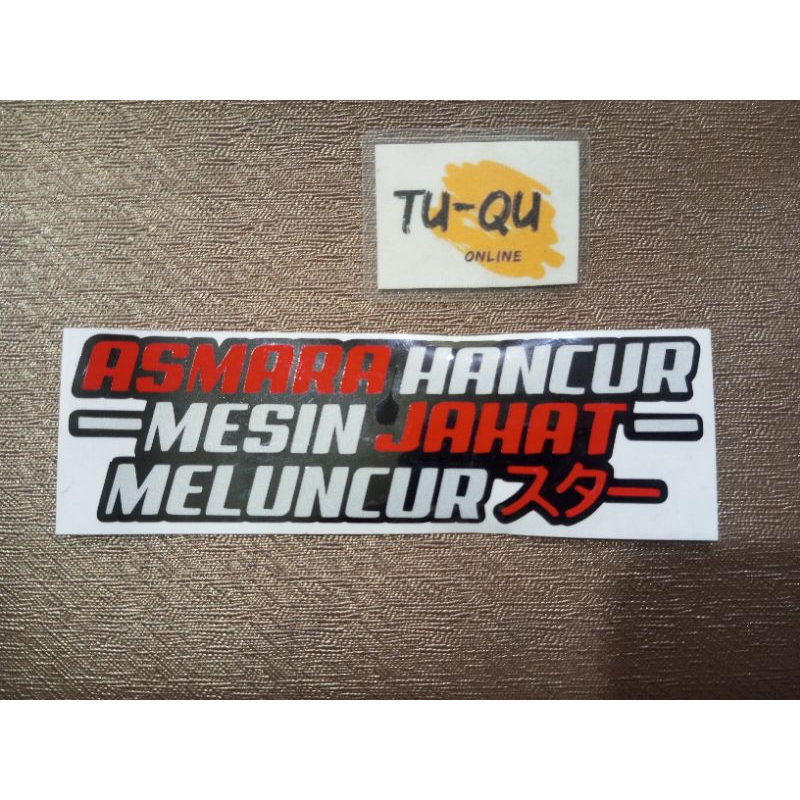 TU-QU
ONLINE
ASMARA HANCUR
MESIN JAHAT
MELUNCUR スター